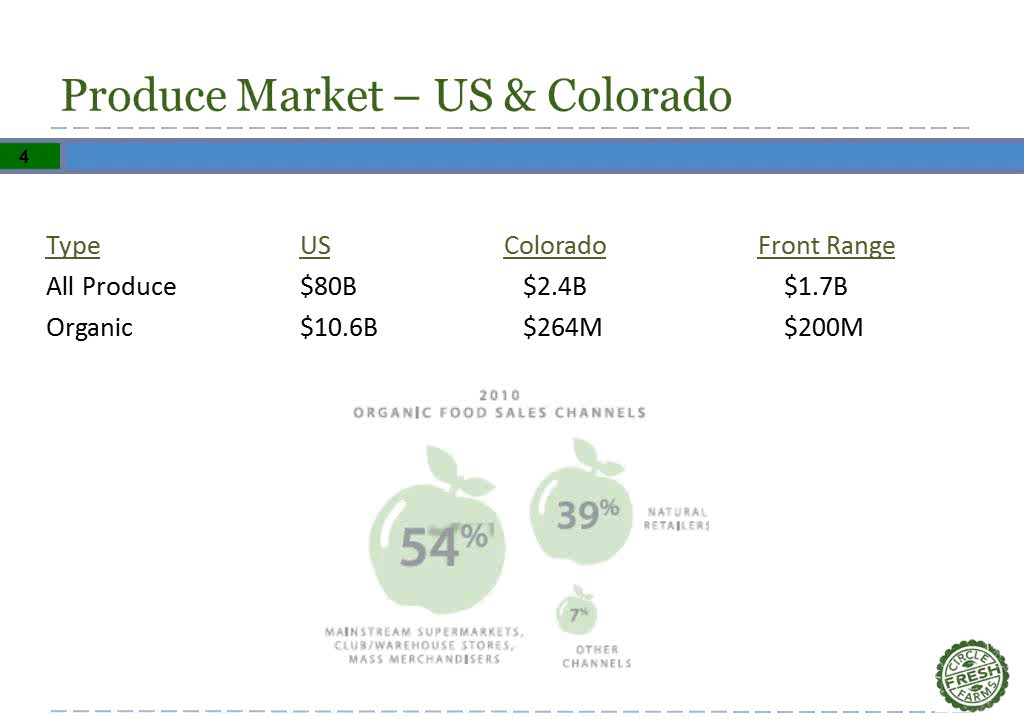 Produce Market – US & Colorado
4
Type US Colorado Front Range
All Produce $80B $2.4B $1.7B
Organic $10.6B $264M $200M
2010
ORGANIC FOOD SALES CHANNELS
54%
39%
NATURAL
RETAILERS
7%
MAINSTREAM SUPERMARKETS,
CLUB/WAREHOUSE STORES,
MASS MERCHANDISERS
OTHER
CHANNELS
CIRCLE
FRESH
FARMS